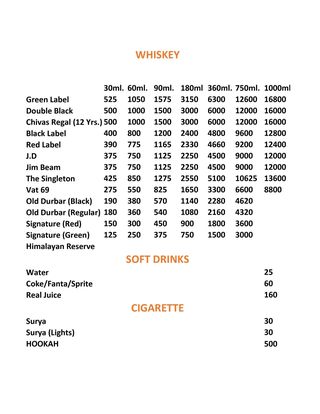 WHISKEY
30ml. 60ml. 90ml. 180ml 360ml. 750ml. 1000ml
Green Label 525 1050 1575 3150 6300 12600 16800
Double Black 500 1000 1500 3000 6000 12000 16000
Chivas Regal (12 Yrs.) 500 1000 1500 3000 6000 12000 16000
Black Label 400 800 1200 2400 4800 9600 12800
Red Label 390 775 1165 2330 4660 9200 12400
J.D 375 750 1125 2250 4500 9000 12000
Jim Beam 375 750 1125 2250 4500 9000 12000
The Singleton 425 850 1275 2550 5100 10625 13600
Vat 69 275 550 825 1650 3300 6600 8800
Old Durbar (Black) 190 380 570 1140 2280 4620
Old Durbar (Regular) 180 360 540 1080 2160 4320
Signature (Red) 150 300 450 900 1800 3600
Signature (Green) 125 250 375 750 1500 3000
Himalayan Reserve
SOFT DRINKS
Water 25
Coke/Fanta/Sprite 60
Real Juice 160
CIGARETTE
Surya 30
Surya (Lights) 30
HOOKAH 500